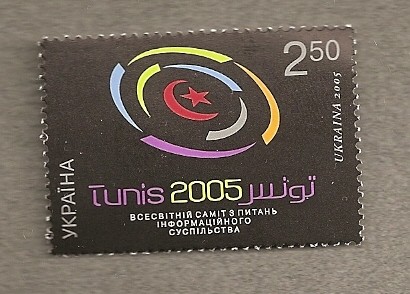 2.50
УКРАЇНА
UKRAINA 2005
Tunis 2005 تونس
ВСЕСВІТНІЙ САМІТ З ПИТАНЬ
ІНФОРМАЦІЙНОГО
СУСПІЛЬСТВА